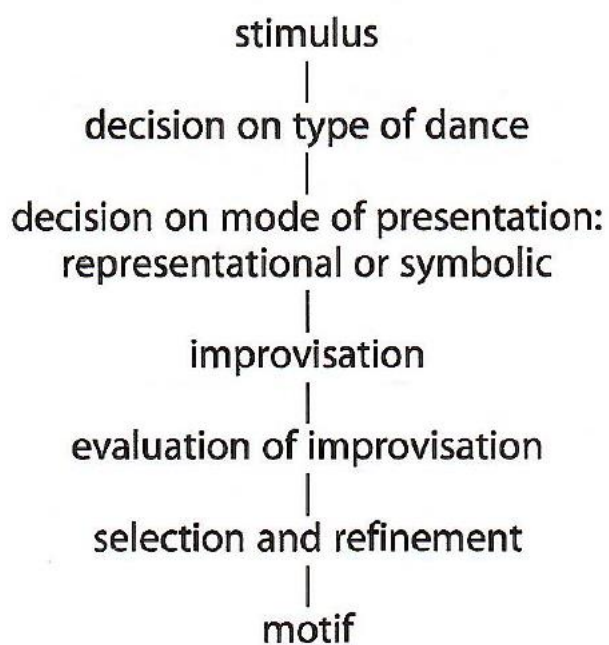 stimulus
decision on type of dance
decision on mode of presentation:
representational or symbolic
improvisation
evaluation of improvisation
selection and refinement
motif